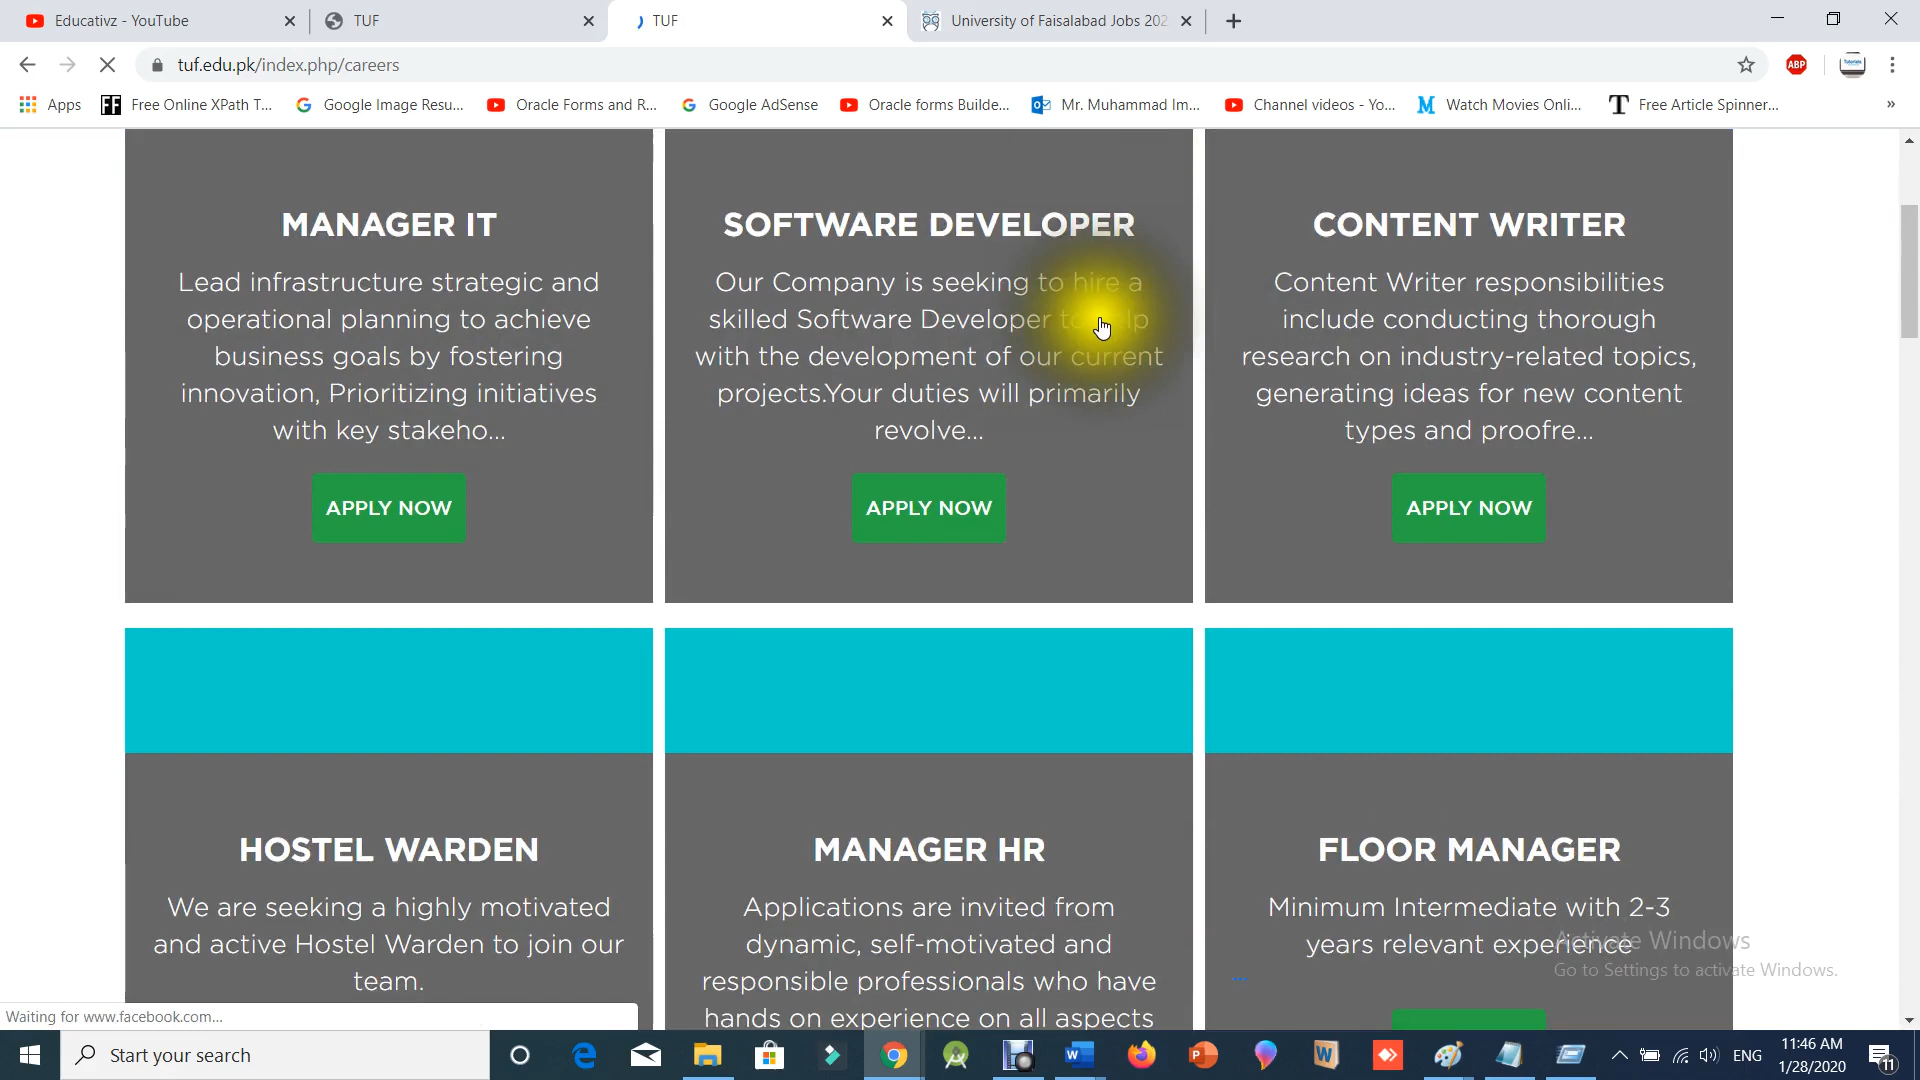 Educativz - YouTube
TUF
TUF
University of Faisalabad Jobs 202
tuf.edu.pk/index.php/careers
ABP
Apps
Free Online XPath T...
Google Image Resu...
Oracle Forms and R...
Google AdSense
Oracle forms Builde...
Mr. Muhammad Im...
Channel videos - Yo...
Watch Movies Onli...
Free Article Spinner...
»
MANAGER IT
Lead infrastructure strategic and
operational planning to achieve
business goals by fostering
innovation, Prioritizing initiatives
with key stakeho...
APPLY NOW
SOFTWARE DEVELOPER
Our Company is seeking to hire a
skilled Software Developer to help
with the development of our current
projects.Your duties will primarily
revolve...
APPLY NOW
CONTENT WRITER
Content Writer responsibilities
include conducting thorough
research on industry-related topics,
generating ideas for new content
types and proofre...
APPLY NOW
HOSTEL WARDEN
We are seeking a highly motivated
and active Hostel Warden to join our
team.
MANAGER HR
Applications are invited from
dynamic, self-motivated and
responsible professionals who have
hands on experience on all aspects
FLOOR MANAGER
Minimum Intermediate with 2-3
years relevant experience
...
Activate Windows
Go to Settings to activate Windows.
Waiting for www.facebook.com...
Start your search
ENG
11:46 AM
1/28/2020
11